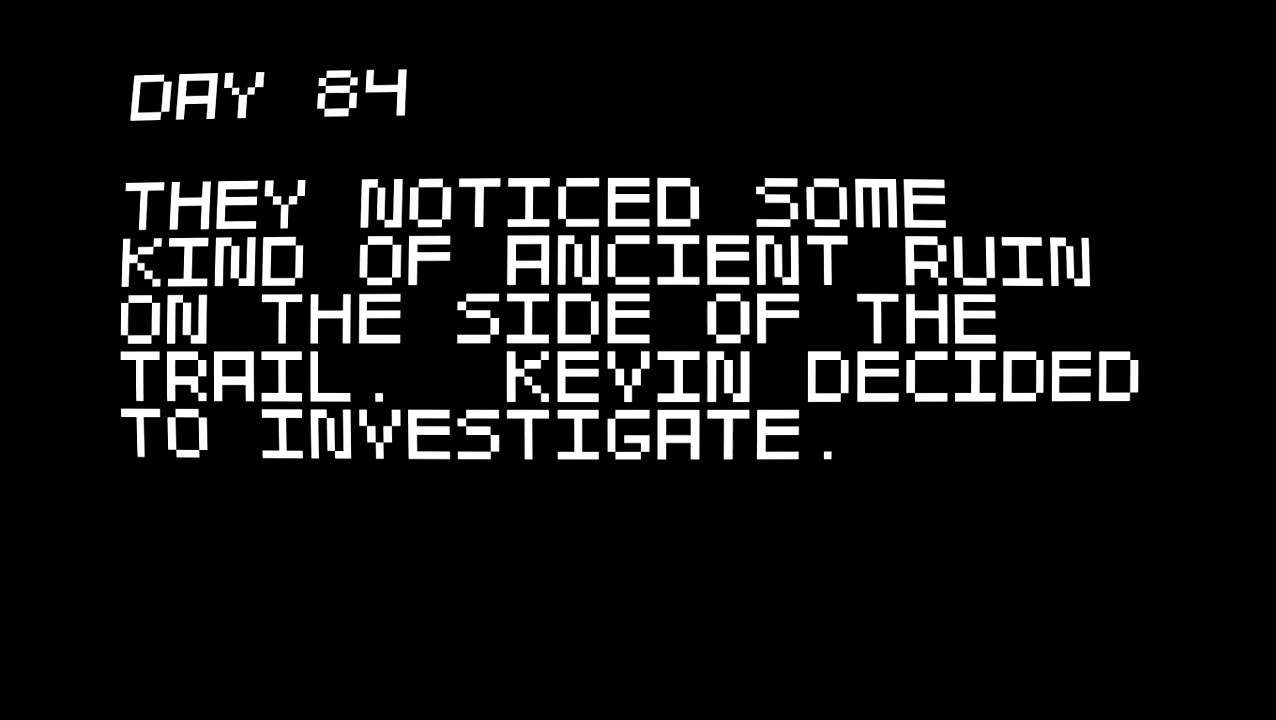 DAY 84
THEY NOTICED SOME
KIND OF ANCIENT RUIN
ON THE SIDE OF THE
TRAIL.  KEVIN DECIDED
TO INVESTIGATE.